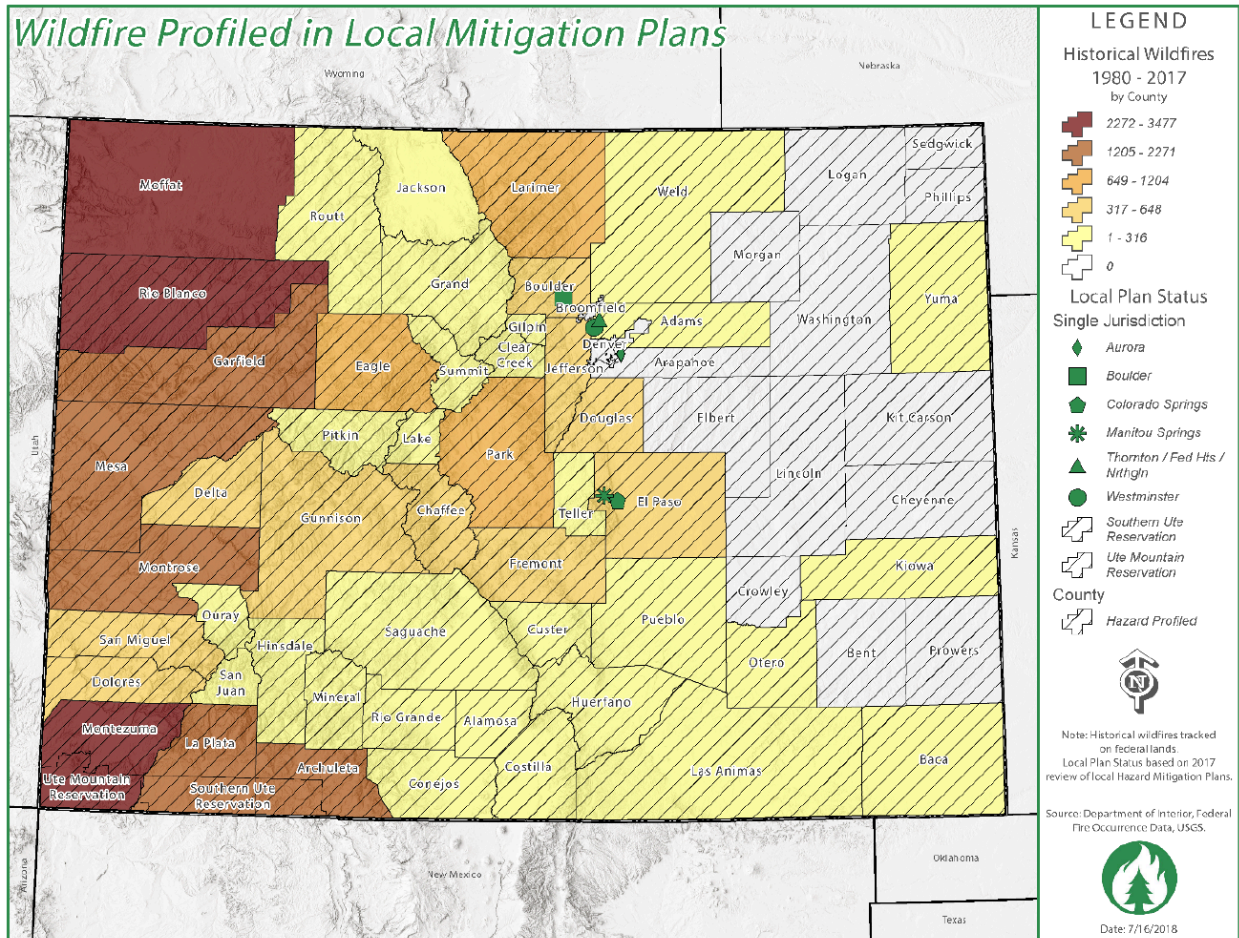 Wildfire Profiled in Local Mitigation Plans
Wyoming
Nebraska
Utah
Kansas
Arizona
New Mexico
Oklahoma
Texas
Moffat
Routt
Jackson
Larimer
Weld
Logan
Sedgwick
Phillips
Morgan
Rio Blanco
Grand
Boulder
Broomfield
Adams
Washington
Yuma
Gilpin
Clear
Creek
Denver
Arapahoe
Garfield
Eagle
Summit
Jefferson
Douglas
Elbert
Kit Carson
Pitkin
Lake
Park
Lincoln
Mesa
Delta
Gunnison
Chaffee
Teller
El Paso
Cheyenne
Montrose
Fremont
Kiowa
Ouray
Crowley
San Miguel
Hinsdale
Saguache
Custer
Pueblo
Otero
Bent
Prowers
Dolores
San
Juan
Mineral
Rio Grande
Alamosa
Huerfano
Montezuma
La Plata
Archuleta
Conejos
Costilla
Las Animas
Baca
Ute Mountain
Reservation
Southern Ute
Reservation
LEGEND
Historical Wildfires
1980 - 2017
by County
2272 - 3477
1205 - 2271
649 - 1204
317 - 648
1 - 316
0
Local Plan Status
Single Jurisdiction
Aurora
Boulder
Colorado Springs
Manitou Springs
Thornton / Fed Hts /
Nrthgln
Westminster
Southern Ute
Reservation
Ute Mountain
Reservation
County
Hazard Profiled
N
Note: Historical wildfires tracked
on federal lands.
Local Plan Status based on 2017
review of local Hazard Mitigation Plans.
Source: Department of Interior, Federal
Fire Occurrence Data, USGS.
Date: 7/16/2018